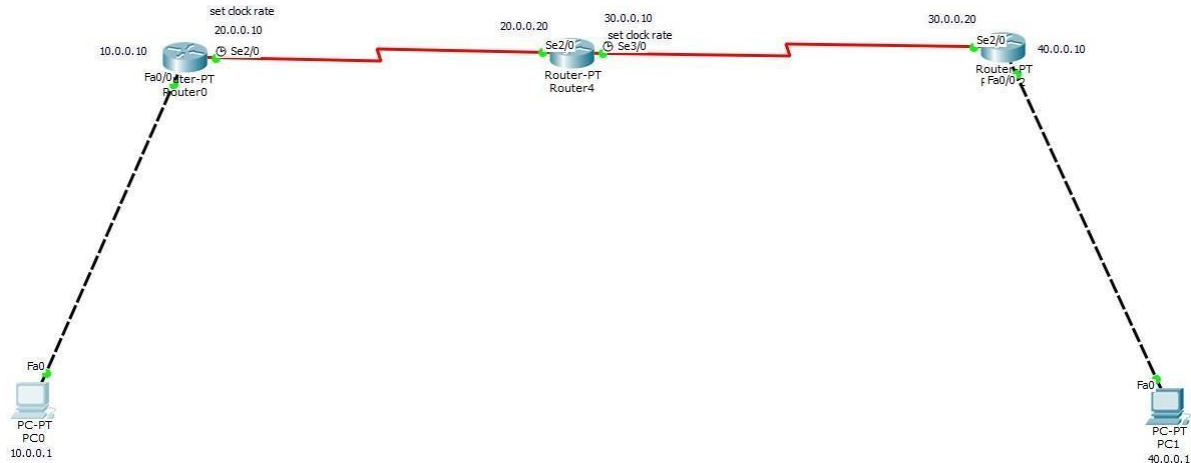 set clock rate
20.0.0.10
10.0.0.10
Se2/0
Fa0/0
ter-PT
Router0
20.0.0.20
Se2/0
30.0.0.10
set clock rate
Se3/0
Router-PT
Router4
30.0.0.20
Se2/0
40.0.0.10
Router-PT
Fa0/0
Fa0
PC-PT
PC0
10.0.0.1
Fa0
PC-PT
PC1
40.0.0.1